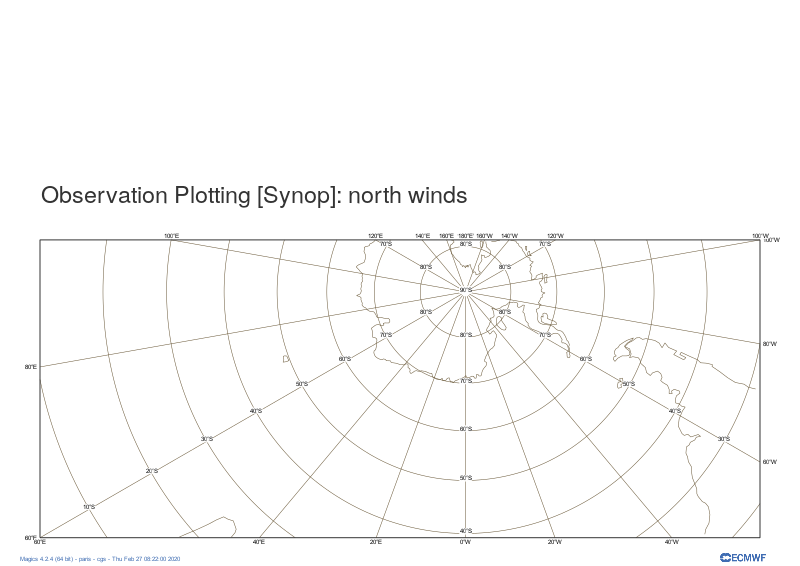 Observation Plotting [Synop]: north winds
100°E 120°E 140°E 160°E 180°E 160°W 140°W 120°W 100°W
100°W
70°S 80°S 70°S
80°S 80°S
90°S
80°S 80°S
70°S 80°S 70°S
80°W
60°S 60°S
80°E
70°S
50°S 50°S
40°S 40°S
60°S
30°S 30°S
60°W
20°S
50°S
10°S
40°S
60°E 40°E 20°E 0°W 20°W 40°W
60°E
Magics 4.2.4 (64 bit) - paris - cgs - Thu Feb 27 08:22:00 2020
ECMWF